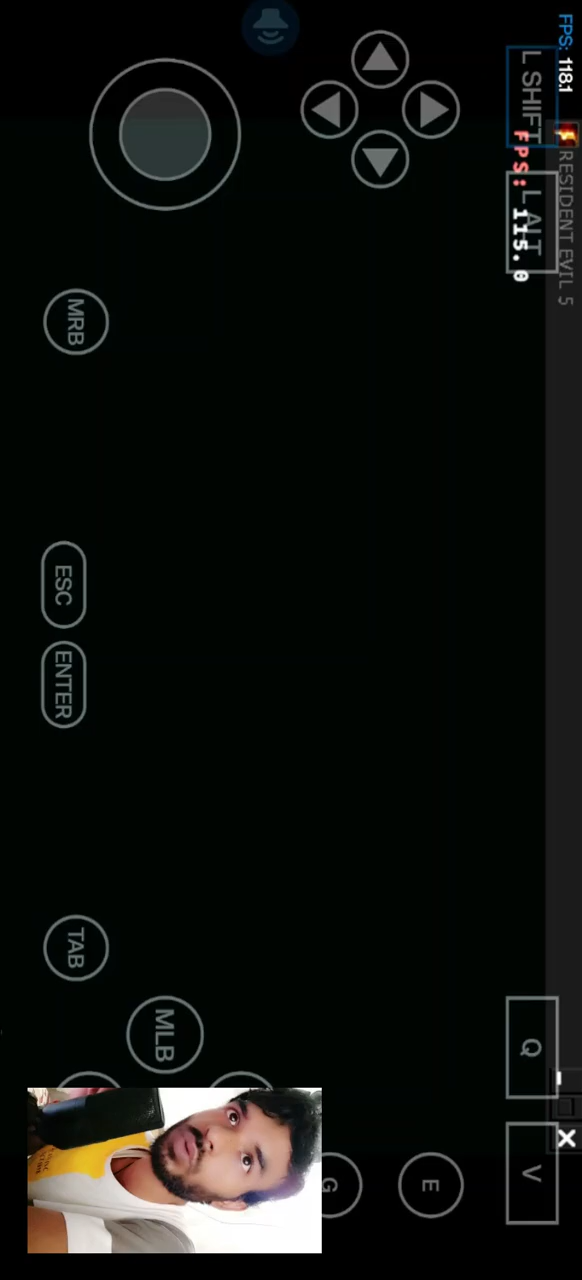 FPS: 118.1
RESIDENT EVIL 5
L SHIFT
L ALT
FPS: 115.0
MRB
ESC
ENTER
TAB
MLB
Q
V
G
E